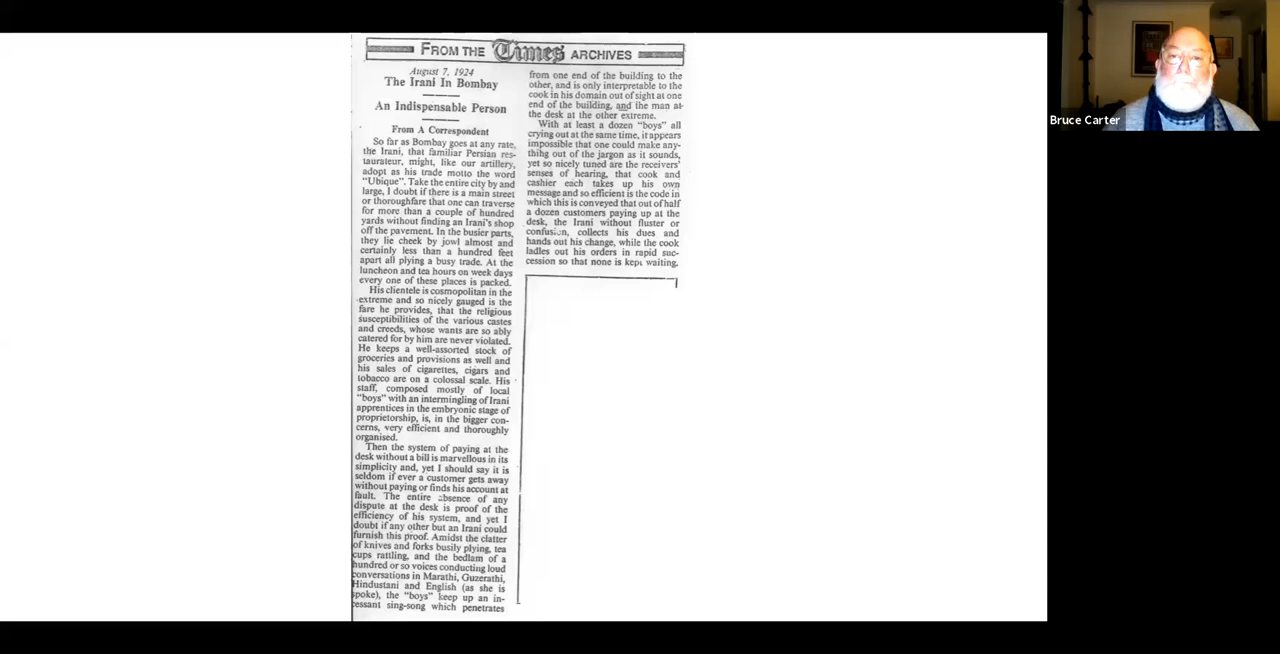 FROM THE Times ARCHIVES
August 7, 1924
The Irani In Bombay
An Indispensable Person
From A Correspondent
So far as Bombay goes at any rate,
the Irani, that familiar Persian res-
taurateur, might, like our artillery,
adopt as his trade motto the word
"Ubique". Take the entire city by and
large, I doubt if there is a main street
or thoroughfare that one can traverse
for more than a couple of hundred
yards without finding an Irani's shop
off the pavement. In the busier parts,
they lie cheek by jowl almost and
certainly less than a hundred feet
apart all plying a busy trade. At the
luncheon and tea hours on week days
every one of these places is packed.
His clientele is cosmopolitan in the
extreme and so nicely gauged is the
fare he provides, that the religious
susceptibilities of the various castes
and creeds, whose wants are so ably
catered for by him are never violated.
He keeps a well-assorted stock of
groceries and provisions as well and
his sales of cigarettes, cigars and
tobacco are on a colossal scale. His
staff, composed mostly of local
"boys" with an intermingling of Irani
apprentices in the embryonic stage of
proprietorship, is, in the bigger con-
cerns, very efficient and thoroughly
organised.
Then the system of paying at the
desk without a bill is marvellous in its
simplicity and, yet I should say it is
seldom if ever a customer gets away
without paying or finds his account at
fault. The entire absence of any
dispute at the desk is proof of the
efficiency of his system, and yet I
doubt if any other but an Irani could
furnish this proof. Amidst the clatter
of knives and forks busily plying, tea
cups rattling, and the bedlam of a
hundred or so voices conducting loud
conversations in Marathi, Guzerathi,
Hindustani and English (as she is
spoke), the "boys" keep up an in-
cessant sing-song which penetrates
from one end of the building to the
other, and is only interpretable to the
cook in his domain out of sight at one
end of the building, and the man at-
the desk at the other extreme.
With at least a dozen "boys" all
crying out at the same time, it appears
impossible that one could make any-
thing out of the jargon as it sounds,
yet so nicely tuned are the receivers'
senses of hearing, that cook and
cashier each takes up his own
message and so efficient is the code in
which this is conveyed that out of half
a dozen customers paying up at the
desk, the Irani without fluster or
confusion, collects his dues and
hands out his change, while the cook
ladles out his orders in rapid suc-
cession so that none is kept waiting.
Bruce Carter